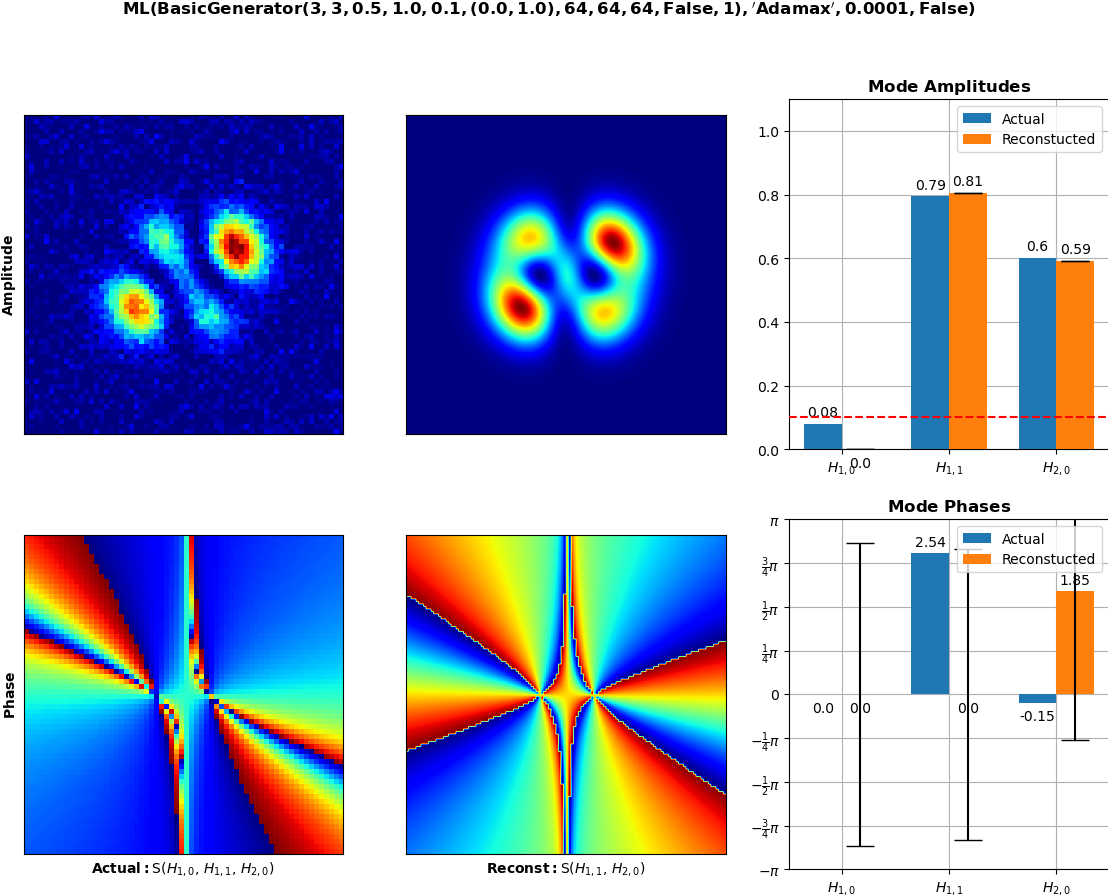 ML(BasicGenerator(3, 3, 0.5, 1.0, 0.1, (0.0, 1.0), 64, 64, 64, False, 1), 'Adamax', 0.0001, False)
Mode Amplitudes
Actual
Reconstucted
1.0
0.8
0.6
0.4
0.2
0.0
0.08
0.0
0.79
0.81
0.6
0.59
H1,0
H1,1
H2,0
Amplitude
Mode Phases
Actual
Reconstucted
π
3/4π
1/2π
1/4π
0
−1/4π
−1/2π
−3/4π
−π
0.0
0.0
2.54
0.0
-0.15
1.85
H1,0
H1,1
H2,0
Phase
Actual: S(H1,0, H1,1, H2,0)
Reconst: S(H1,1, H2,0)